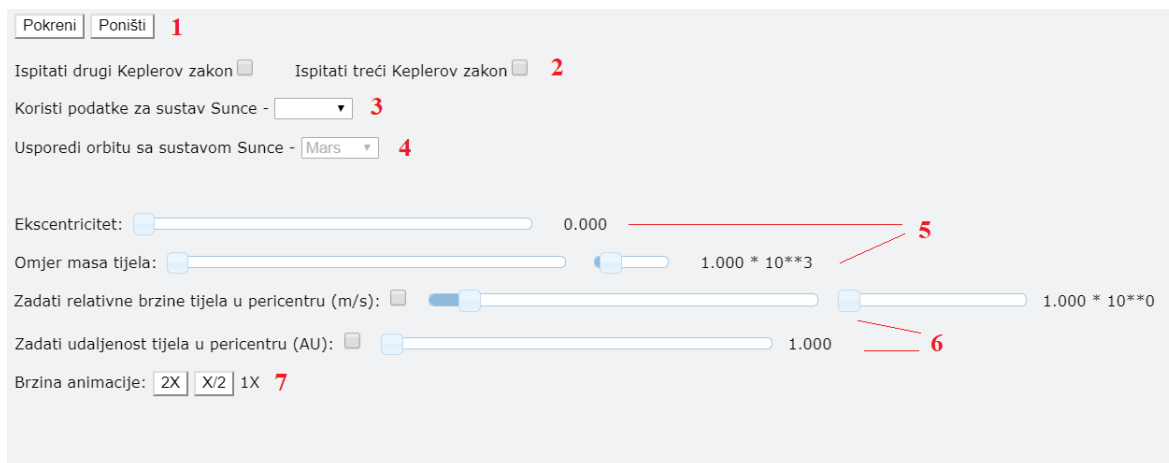 Pokreni Poništi 1
Ispitati drugi Keplerov zakon Ispitati treći Keplerov zakon 2
Koristi podatke za sustav Sunce - 3
Usporedi orbitu sa sustavom Sunce - Mars 4
Ekscentricitet: 0.000
5
Omjer masa tijela: 1.000 * 10**3
Zadati relativne brzine tijela u pericentru (m/s): 1.000 * 10**0
Zadati udaljenost tijela u pericentru (AU): 1.000 6
Brzina animacije: 2X X/2 1X 7